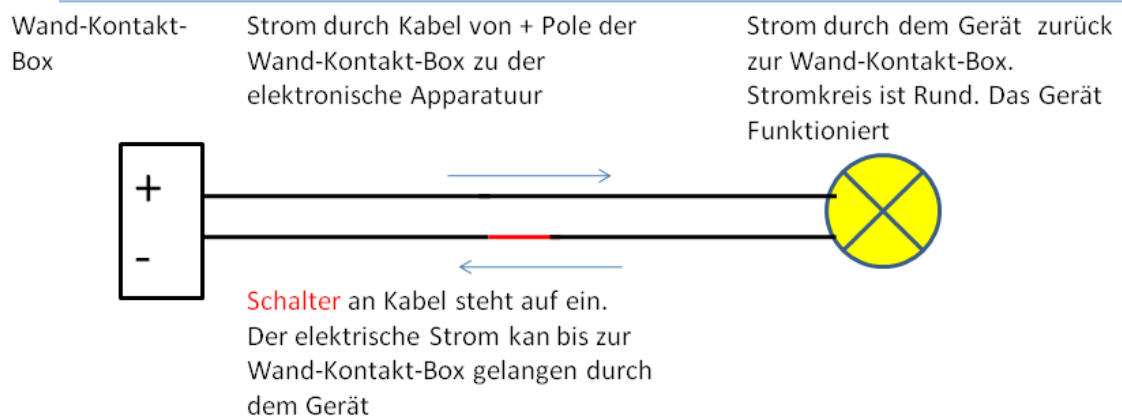 Wand-Kontakt-
Box
Strom durch Kabel von + Pole der
Wand-Kontakt-Box zu der
elektronische Apparatuur
Strom durch dem Gerät zurück
zur Wand-Kontakt-Box.
Stromkreis ist Rund. Das Gerät
Funktioniert
+
-
Schalter an Kabel steht auf ein.
Der elektrische Strom kan bis zur
Wand-Kontakt-Box gelangen durch
dem Gerät